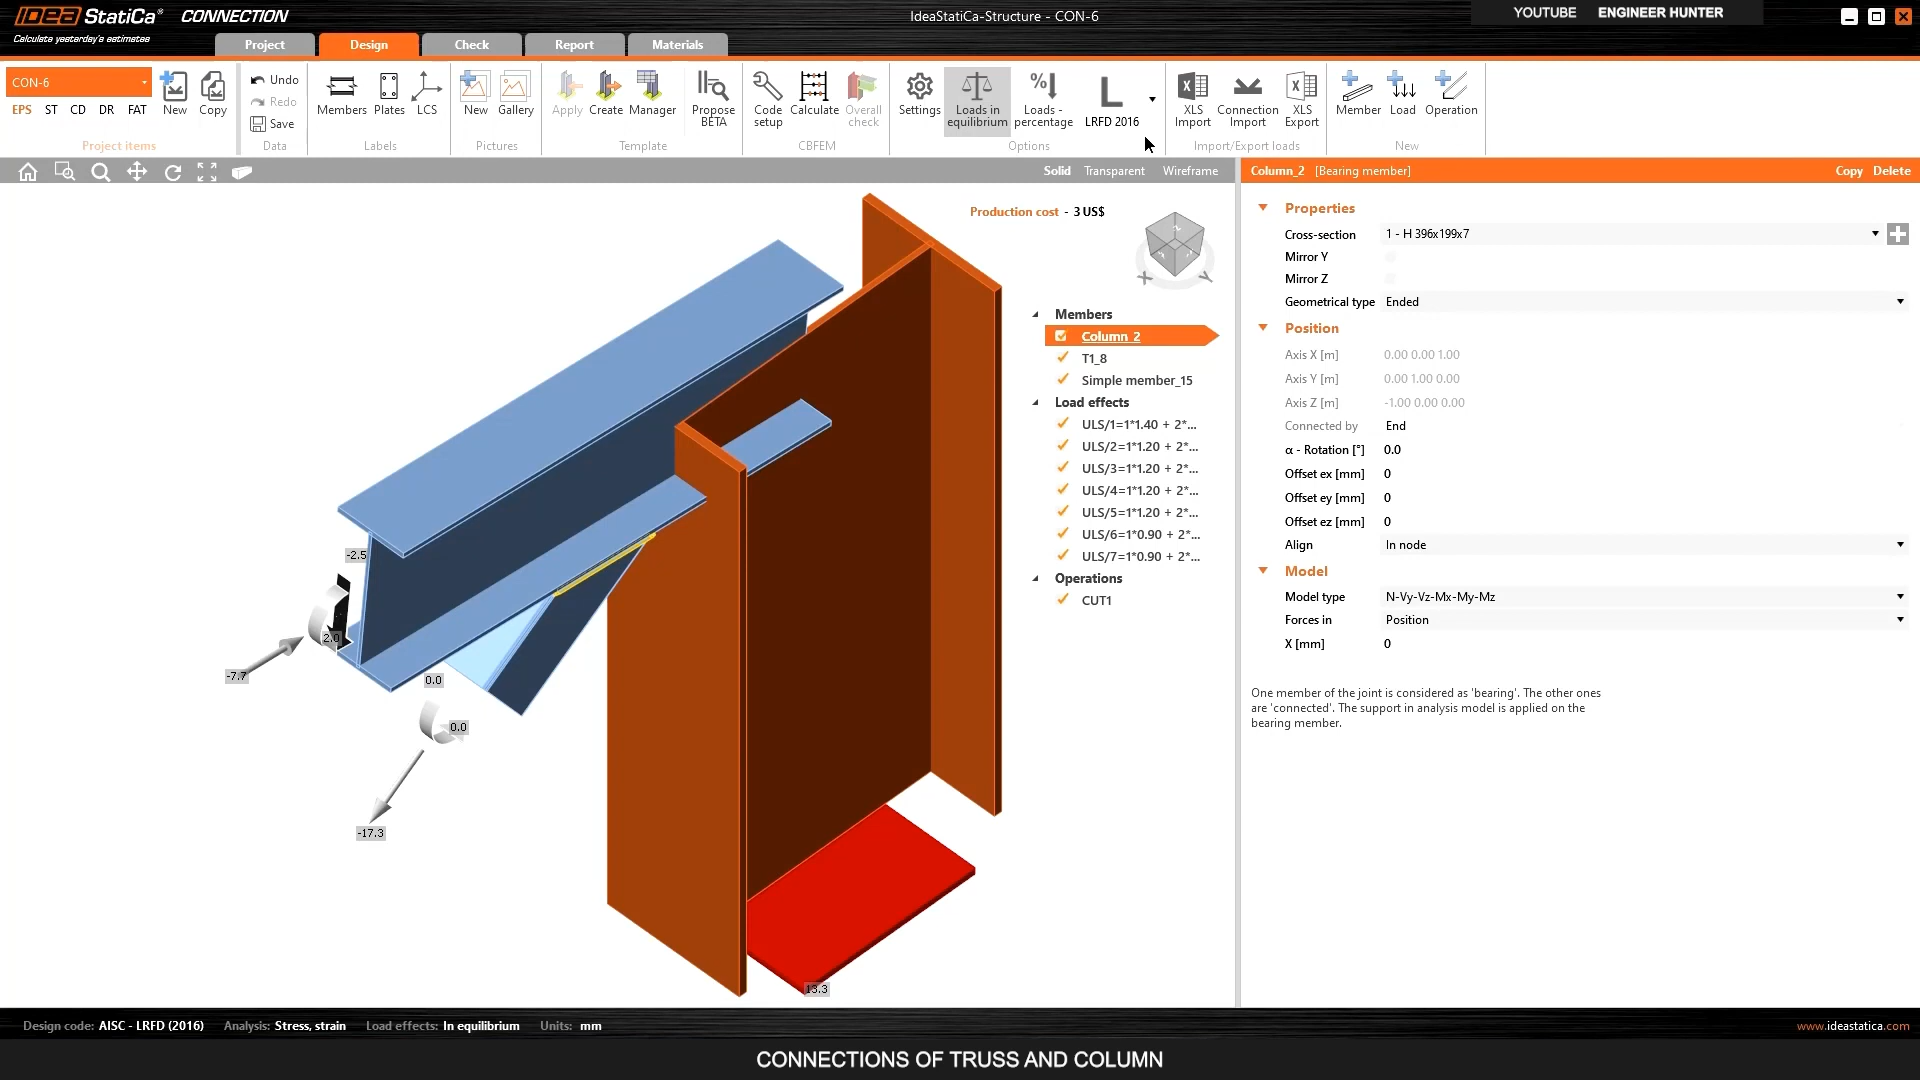 IDEA StatiCa® CONNECTION
Calculate yesterday's estimates
IdeaStatiCa-Structure - CON-6
YOUTUBE ENGINEER HUNTER
Project Design Check Report Materials
CON-6
EPS ST CD DR FAT
New Copy
Project items
Undo
Redo
Save
Data
Members Plates LCS
Labels
New Gallery
Pictures
Apply Create Manager
Propose
BETA
Template
Code
setup
Calculate
Overall
check
CBFEM
Settings
Loads in
equilibrium
Loads -
percentage
LRFD 2016
Options
XLS
Import
Connection
Import
XLS
Export
Import/Export loads
Member Load Operation
New
Solid Transparent Wireframe
Production cost - 3 US$
Members
Column_2
T1_8
Simple member_15
Load effects
ULS/1=1*1.40 + 2*...
ULS/2=1*1.20 + 2*...
ULS/3=1*1.20 + 2*...
ULS/4=1*1.20 + 2*...
ULS/5=1*1.20 + 2*...
ULS/6=1*0.90 + 2*...
ULS/7=1*0.90 + 2*...
Operations
CUT1
-2.5
2.0
-7.7
0.0
0.0
-17.3
13.3
Column_2 [Bearing member]
Copy Delete
Properties
Cross-section 1 - H 396x199x7
Mirror Y
Mirror Z
Geometrical type Ended
Position
Axis X [m] 0.00 0.00 1.00
Axis Y [m] 0.00 1.00 0.00
Axis Z [m] -1.00 0.00 0.00
Connected by End
α - Rotation [°] 0.0
Offset ex [mm] 0
Offset ey [mm] 0
Offset ez [mm] 0
Align In node
Model
Model type N-Vy-Vz-Mx-My-Mz
Forces in Position
X [mm] 0
One member of the joint is considered as 'bearing'. The other ones
are 'connected'. The support in analysis model is applied on the
bearing member.
Design code: AISC - LRFD (2016) Analysis: Stress, strain Load effects: In equilibrium Units: mm
www.ideastatica.com
CONNECTIONS OF TRUSS AND COLUMN